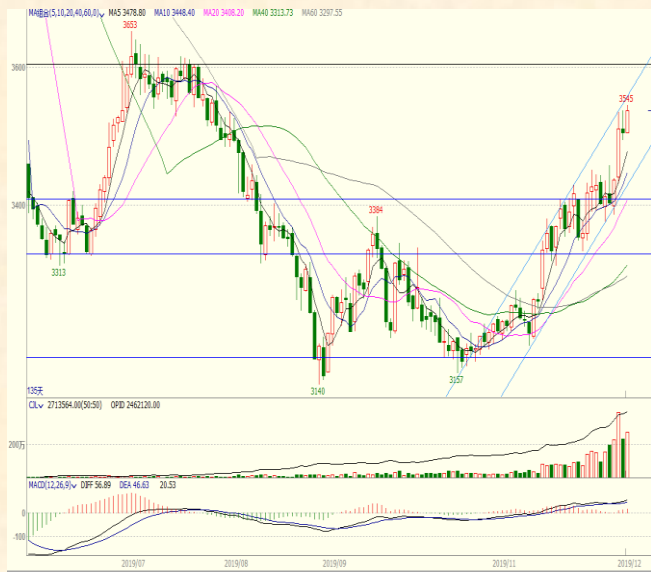 MA组合(5,10,20,40,60,0) MA5 3478.80 MA10 3448.40 MA20 3408.20 MA40 3313.73 MA60 3297.55
3653
3600
3545
3400
3384
3313
3157
3140
135天
CJL 2713564.00(50:50) OPID 2462120.00
200万
MACD(12,26,9) DIFF 56.89 DEA 46.63 20.53
0
-100
2019/07 2019/08 2019/09 2019/11 2019/12